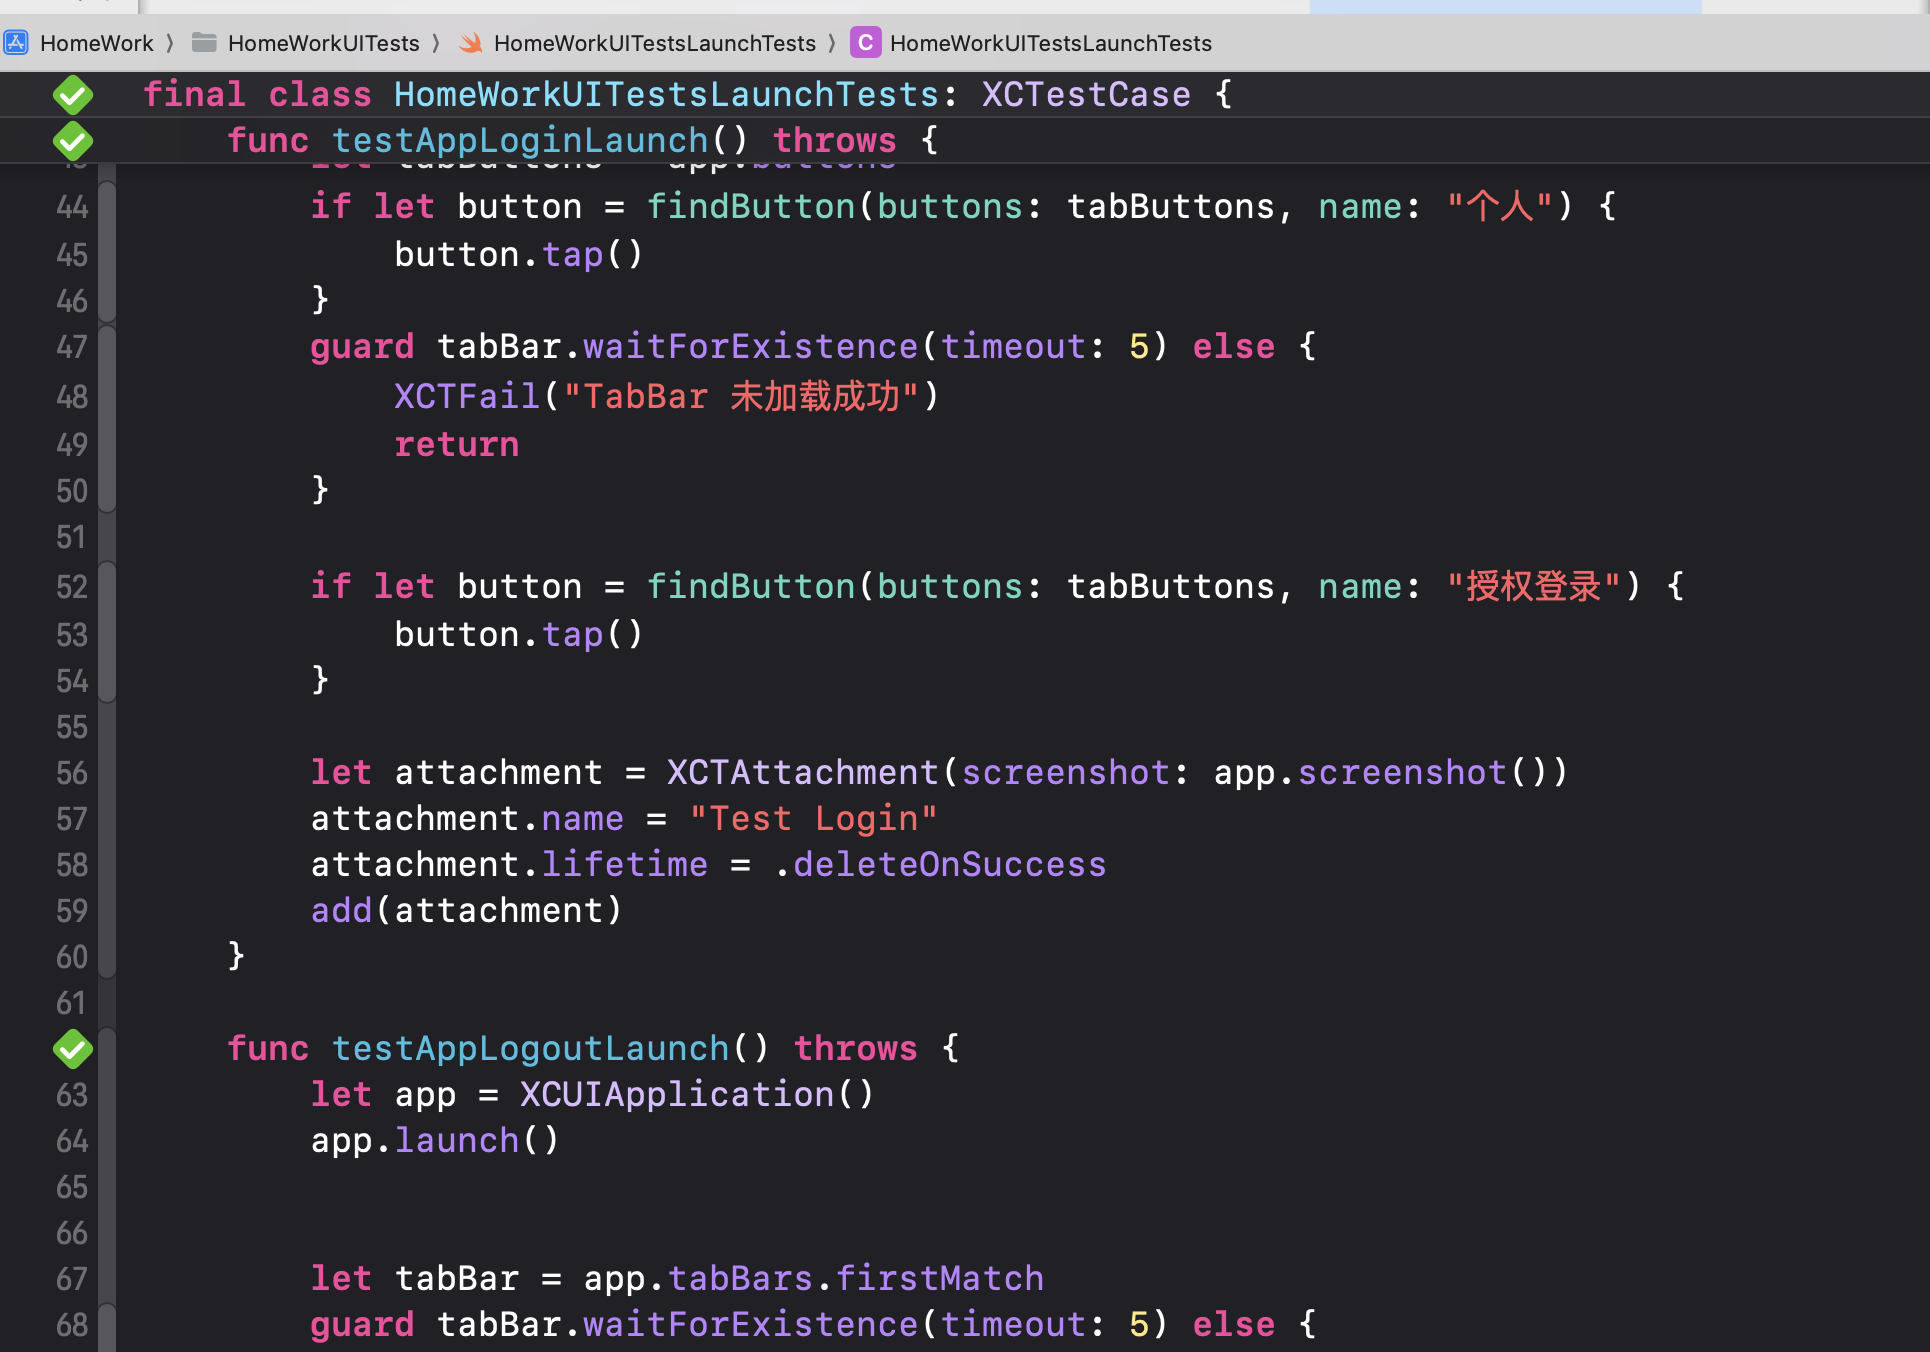 HomeWork 〉 HomeWorkUITests 〉 HomeWorkUITestsLaunchTests 〉 C HomeWorkUITestsLaunchTests
final class HomeWorkUITestsLaunchTests: XCTestCase {
func testAppLoginLaunch() throws {
let tabButtons = app.buttons
44 if let button = findButton(buttons: tabButtons, name: "个人") {
45 button.tap()
46 }
47 guard tabBar.waitForExistence(timeout: 5) else {
48 XCTFail("TabBar 未加载成功")
49 return
50 }
51
52 if let button = findButton(buttons: tabButtons, name: "授权登录") {
53 button.tap()
54 }
55
56 let attachment = XCTAttachment(screenshot: app.screenshot())
57 attachment.name = "Test Login"
58 attachment.lifetime = .deleteOnSuccess
59 add(attachment)
60 }
61
func testAppLogoutLaunch() throws {
63 let app = XCUIApplication()
64 app.launch()
65
66
67 let tabBar = app.tabBars.firstMatch
68 guard tabBar.waitForExistence(timeout: 5) else {